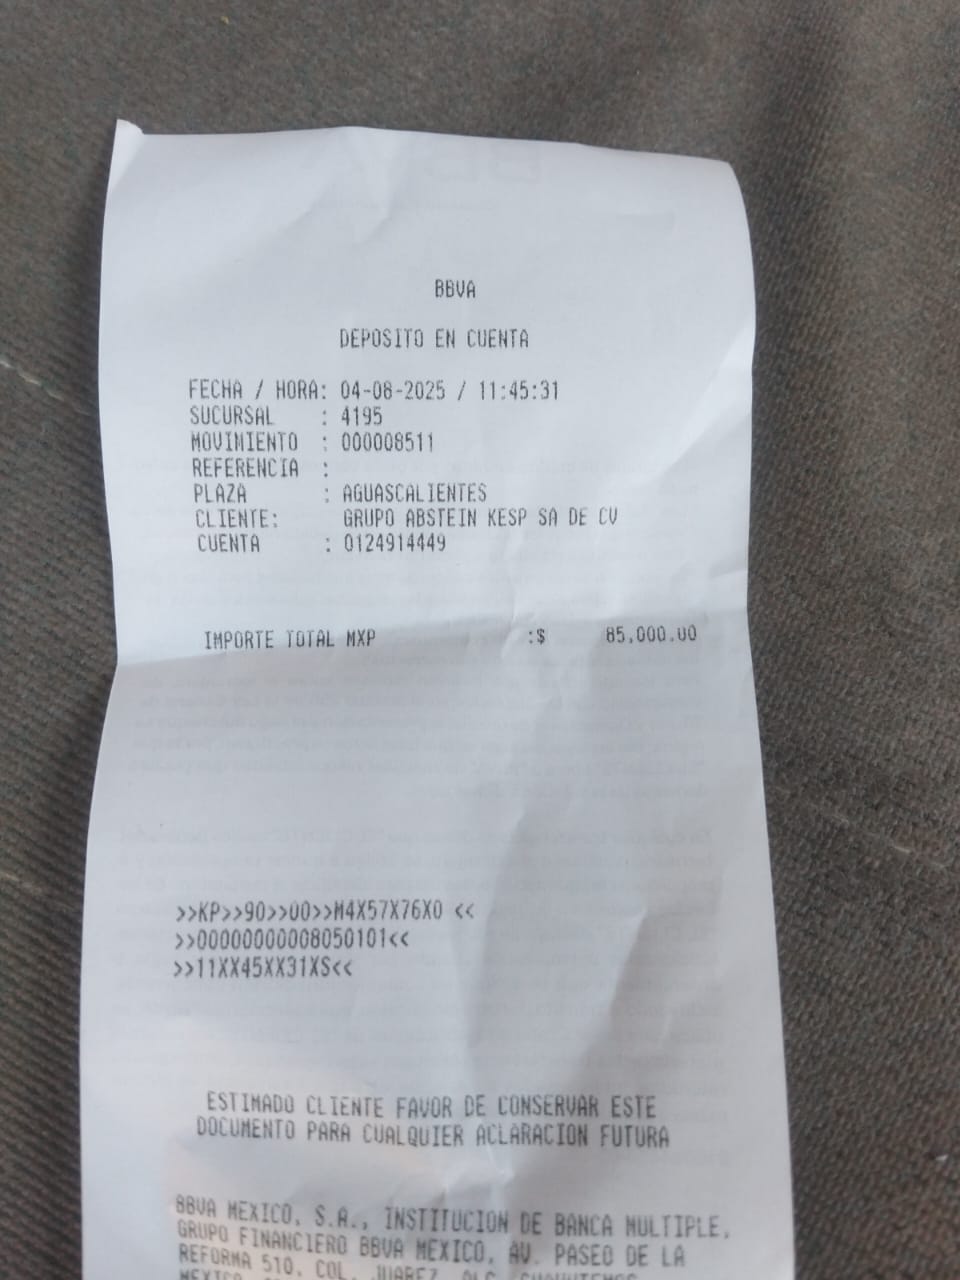 BBVA
DEPOSITO EN CUENTA
FECHA / HORA: 04-08-2025 / 11:45:31
SUCURSAL : 4195
MOVIMIENTO : 000008511
REFERENCIA :
PLAZA : AGUASCALIENTES
CLIENTE: GRUPO ABSTEIN KESP SA DE CV
CUENTA : 0124914449
IMPORTE TOTAL MXP :$ 85,000.00
>>KP>>90>>00>>M4X57X76X0 <<
>>00000000008050101<<
>>11XX45XX31XS<<
ESTIMADO CLIENTE FAVOR DE CONSERVAR ESTE
DOCUMENTO PARA CUALQUIER ACLARACION FUTURA
BBVA MEXICO, S.A., INSTITUCION DE BANCA MULTIPLE,
GRUPO FINANCIERO BBVA MEXICO, AV. PASEO DE LA
REFORMA 510, COL. JUAREZ,